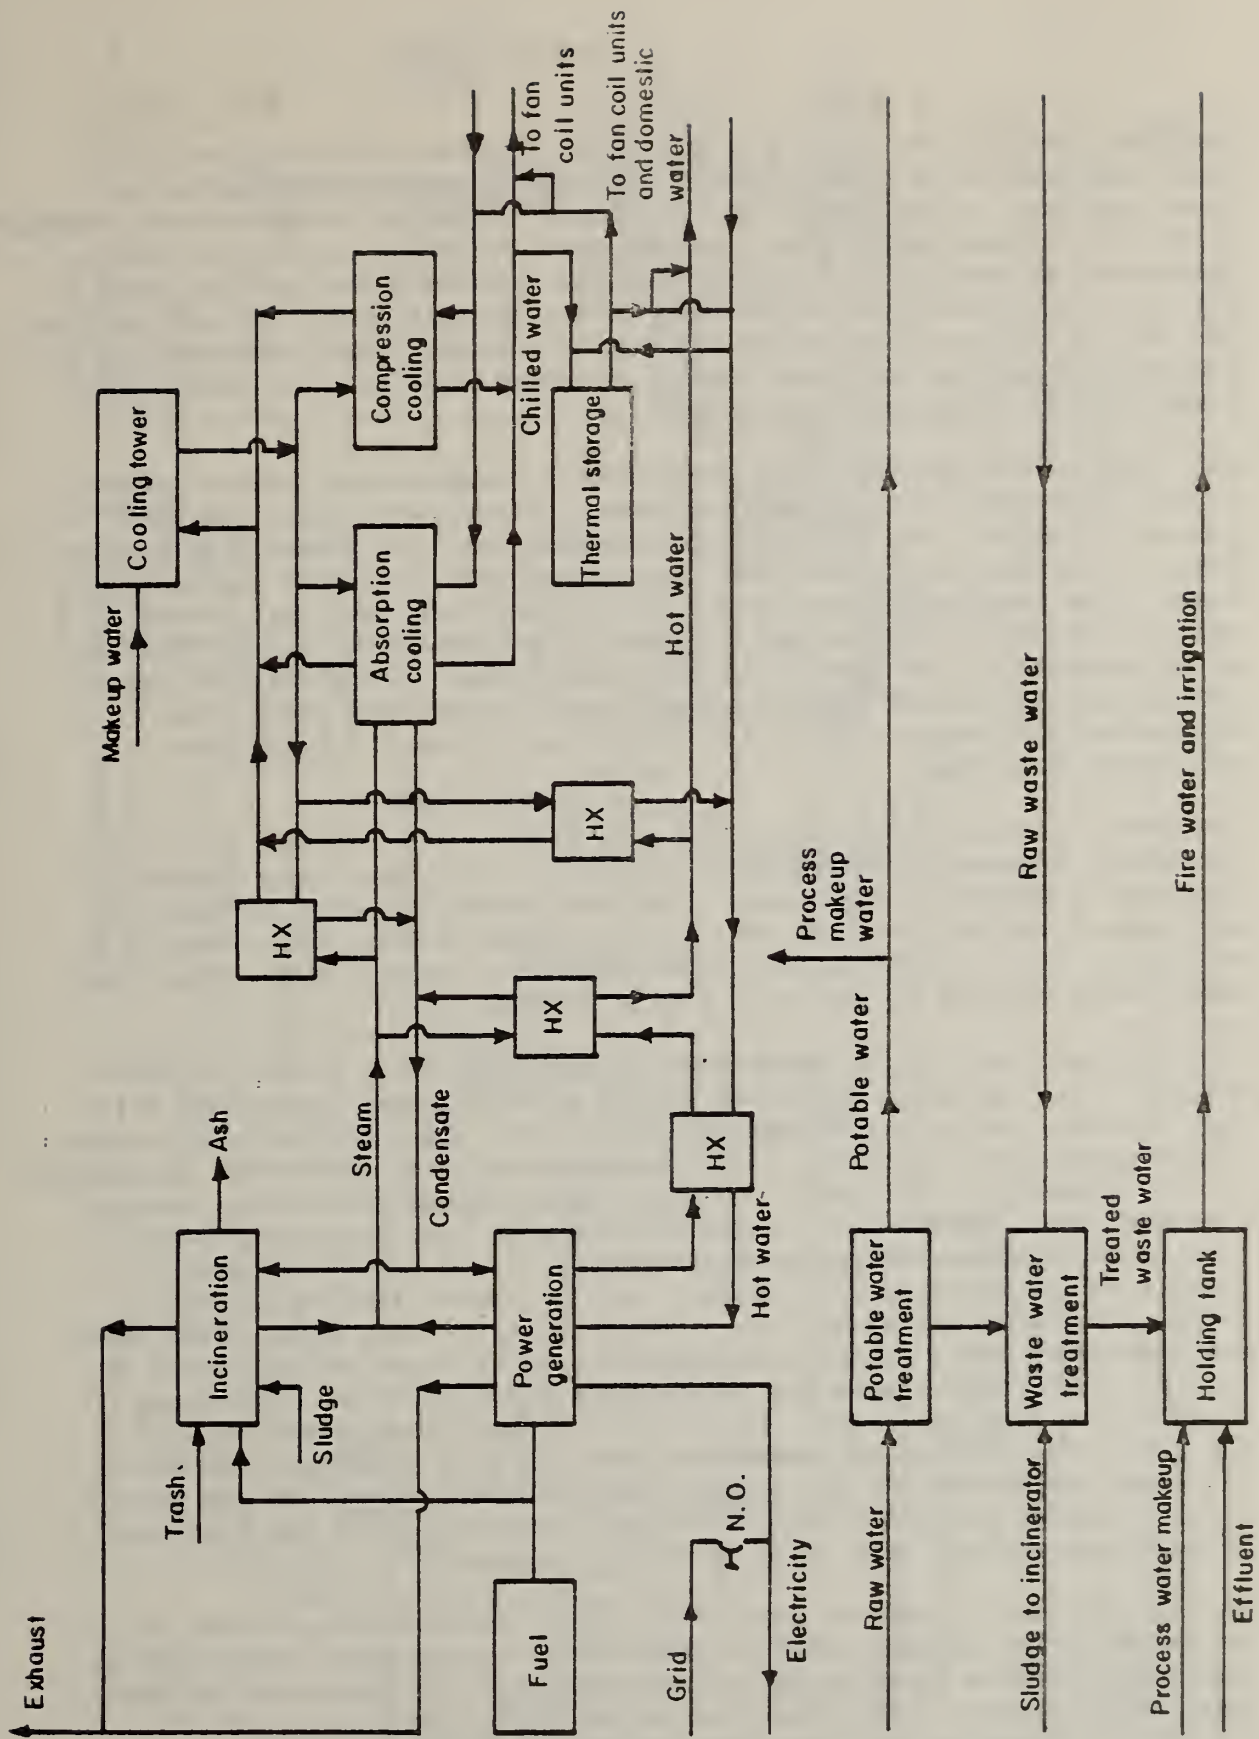 Exhaust
Trash
Sludge
Ash
Incineration
Makeup water
Cooling tower
HX
Steam
Condensate
Absorption
cooling
Compression
cooling
Fuel
Power
generation
HX
HX
Chilled water
To fan
coil units
Thermal storage
To fan coil units
and domestic
water
Grid
N.O.
Electricity
Hot water
HX
Hot water
Raw water
Potable water
treatment
Potable water
Process
makeup
water
Sludge to incinerator
Waste water
treatment
Raw waste water
Treated
waste water
Process water makeup
Effluent
Holding tank
Fire water and irrigation